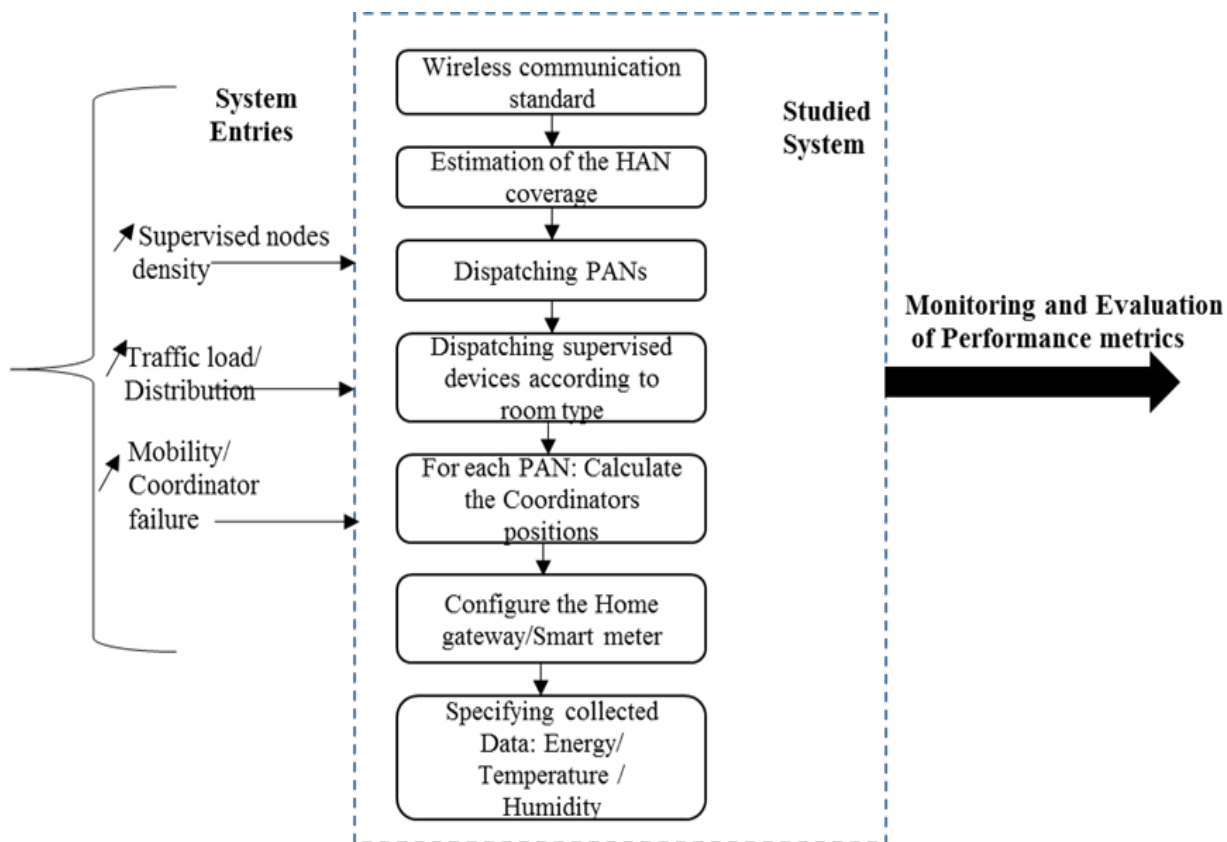 System
Entries
Supervised nodes
density
Traffic load/
Distribution
Mobility/
Coordinator
failure
Wireless communication
standard
Estimation of the HAN
coverage
Dispatching PANs
Dispatching supervised
devices according to
room type
For each PAN: Calculate
the Coordinators
positions
Configure the Home
gateway/Smart meter
Specifying collected
Data: Energy/
Temperature /
Humidity
Studied
System
Monitoring and Evaluation
of Performance metrics